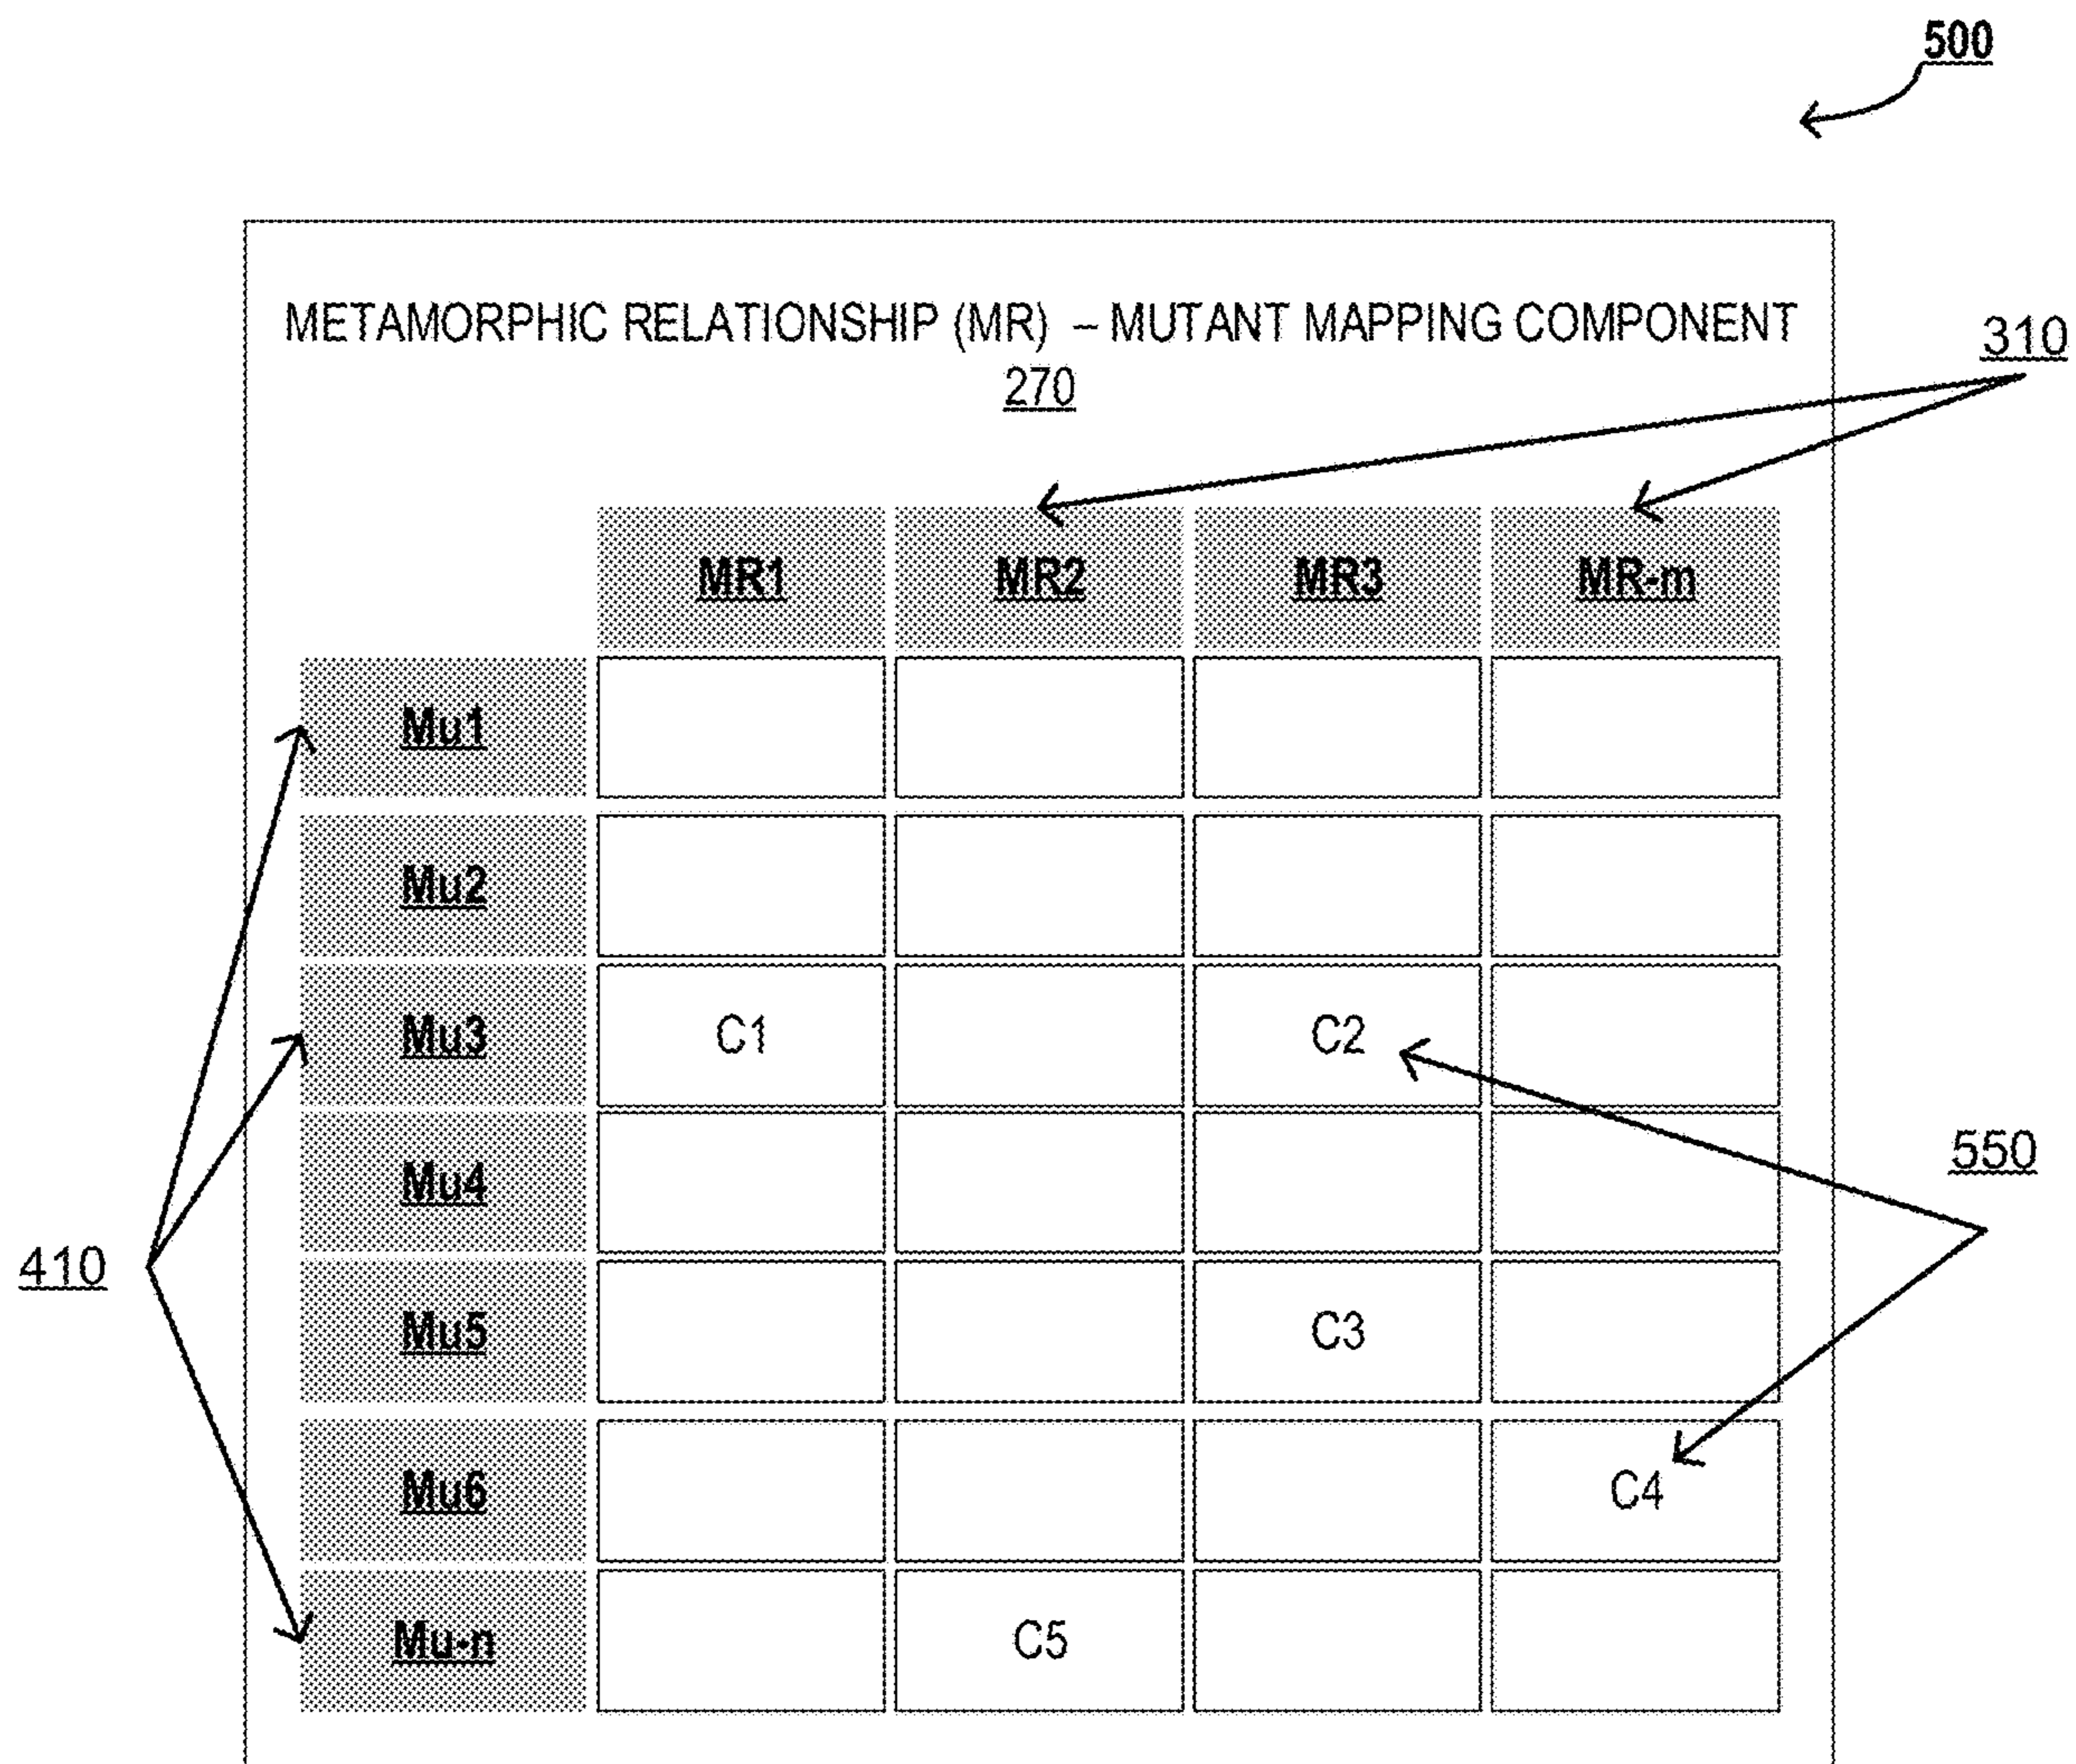 500
METAMORPHIC RELATIONSHIP (MR) – MUTANT MAPPING COMPONENT
270
310
MR1 MR2 MR3 MR-m
Mu1
Mu2
Mu3 C1 C2
Mu4
550
410
Mu5 C3
Mu6 C4
Mu-n C5